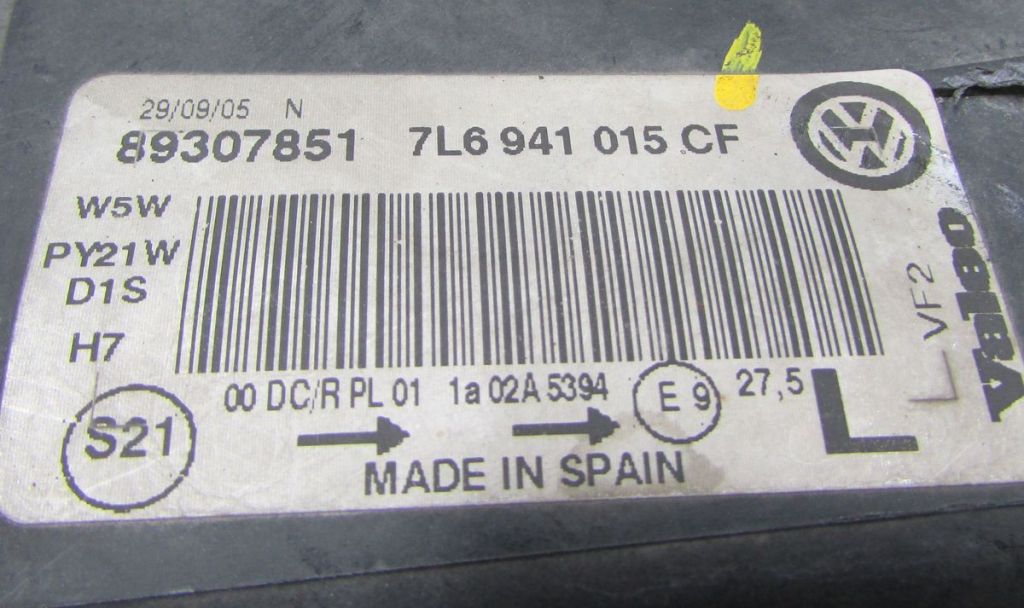 29/09/05 N
89307851 7L6 941 015 CF
W5W
PY21W
D1S
H7
00 DC/R PL 01 1a 02A 5394 E 9 27,5
S21
MADE IN SPAIN
L
L VF2
Valeo